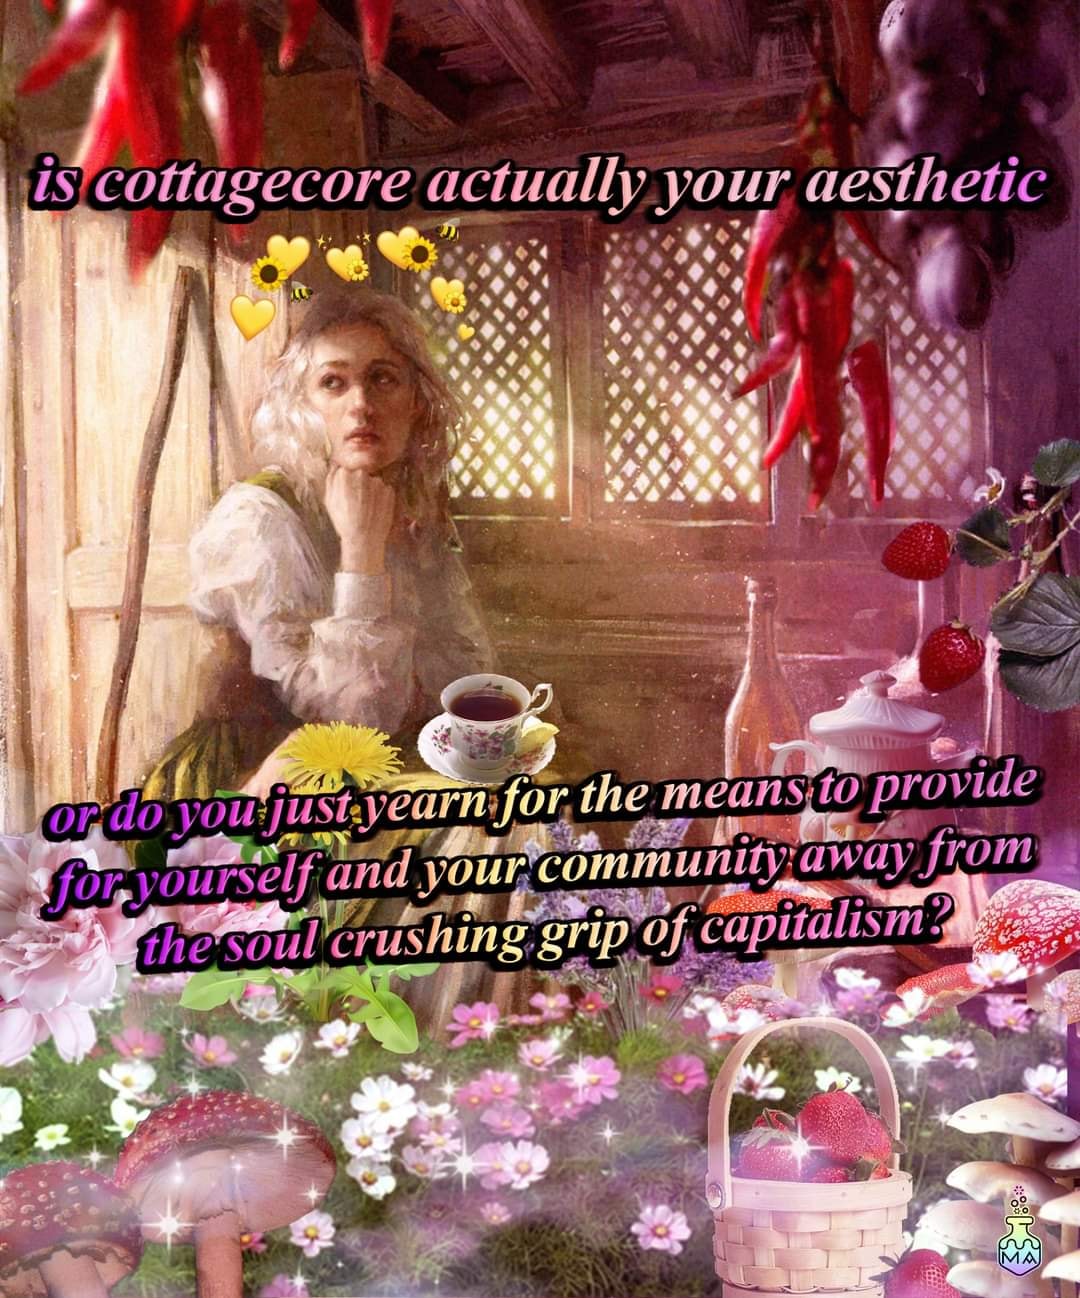 is cottagecore actually your aesthetic
or do you just yearn for the means to provide
for yourself and your community away from
the soul crushing grip of capitalism?
MA